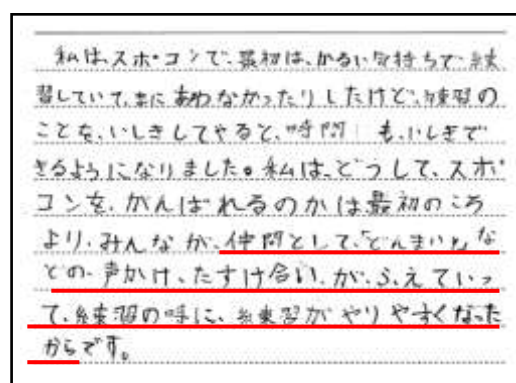 私は、スポ・コンで、最初は、かるい気持ちで練
習していて、まにあわなかったりしたけど、練習の
ことを、いしきしてやると、時間も、いしきで
きるようになりました。私は、どうして、スポ
コンを、がんばれるのかは最初のころ
より、みんなが、仲間として、「どんまい」な
どの、声かけ、たすけ合い、が、ふえていっ
て、練習の時に、練習がやりやすくなった
からです。